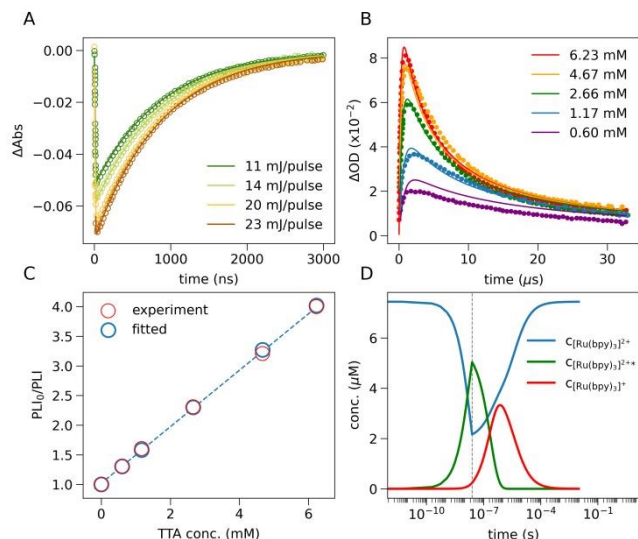 A
0.00
−0.02
−0.04
−0.06
ΔAbs
11 mJ/pulse
14 mJ/pulse
20 mJ/pulse
23 mJ/pulse
0 1000 2000 3000
time (ns)
B
8
6
4
2
0
ΔOD (x10⁻²)
6.23 mM
4.67 mM
2.66 mM
1.17 mM
0.60 mM
0 10 20 30
time (μs)
C
4.0
3.5
3.0
2.5
2.0
1.5
1.0
PLI₀/PLI
experiment
fitted
0 2 4 6
TTA conc. (mM)
D
6
4
2
0
conc. (μM)
c[Ru(bpy)₃]²⁺
c[Ru(bpy)₃]²⁺*
c[Ru(bpy)₃]⁺
10⁻¹⁰ 10⁻⁷ 10⁻⁴ 10⁻¹
time (s)